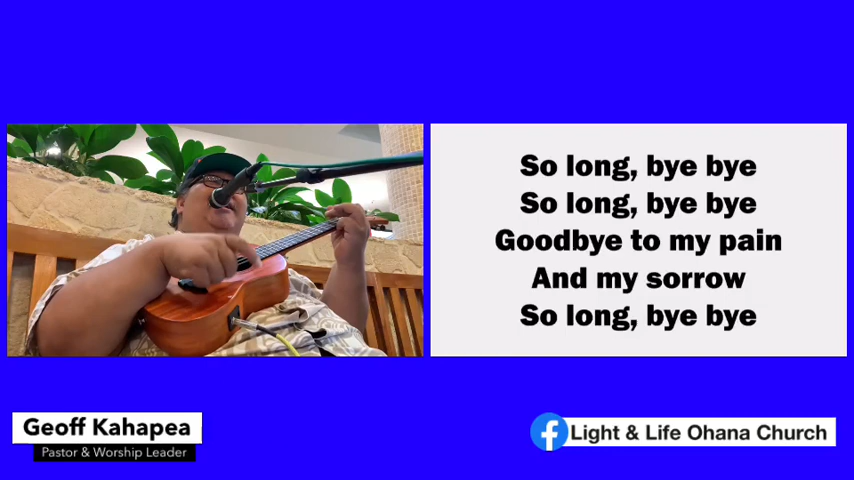 So long, bye bye
So long, bye bye
Goodbye to my pain
And my sorrow
So long, bye bye
Geoff Kahapea
Pastor & Worship Leader
Light & Life Ohana Church